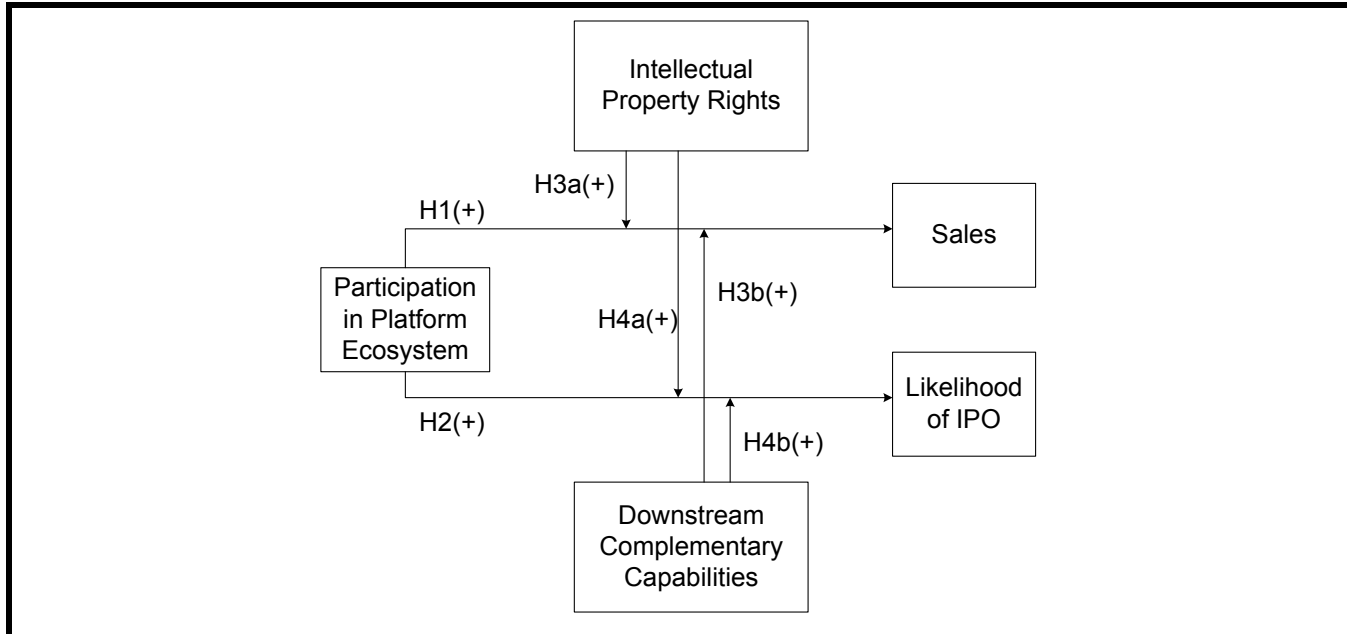 Intellectual
Property Rights
H3a(+)
H1(+)
Sales
Participation
in Platform
Ecosystem
H3b(+)
H4a(+)
Likelihood
of IPO
H2(+)
H4b(+)
Downstream
Complementary
Capabilities